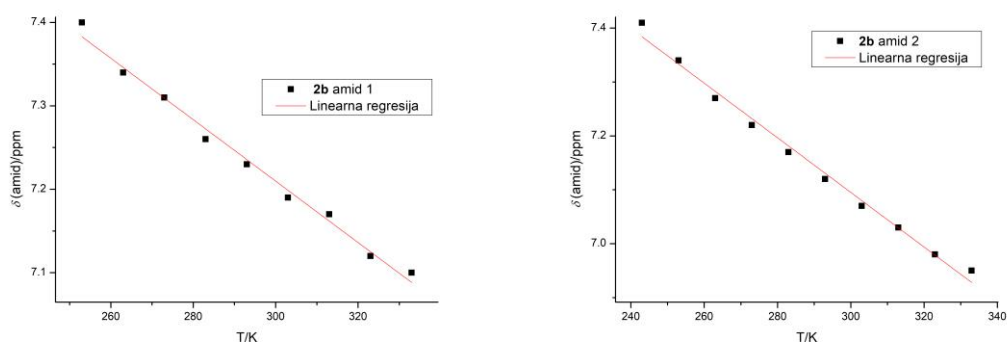 7.4
7.3
7.2
7.1
δ(amid)/ppm
2b amid 1
Linearna regresija
260
280
300
320
T/K
7.4
7.2
7.0
δ(amid)/ppm
2b amid 2
Linearna regresija
240
260
280
300
320
340
T/K